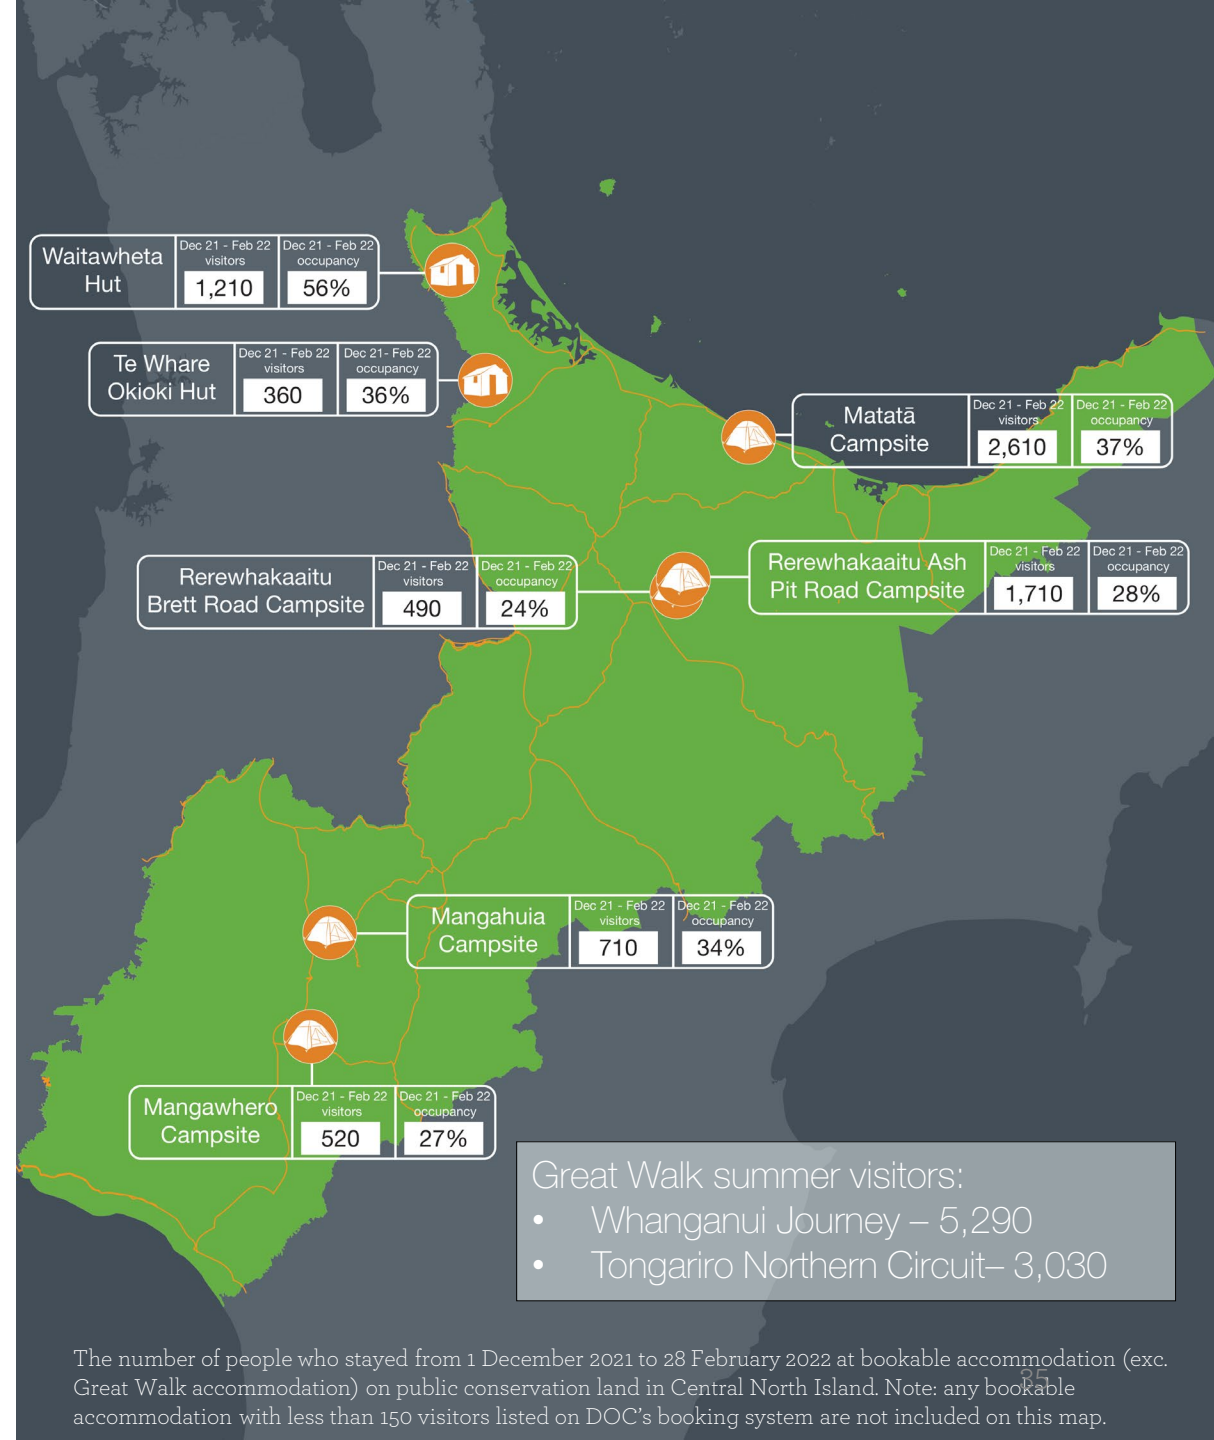 Waitawheta
Hut
Dec 21 - Feb 22
visitors
1,210
Dec 21 - Feb 22
occupancy
56%
Te Whare
Okioki Hut
Dec 21 - Feb 22
visitors
360
Dec 21- Feb 22
occupancy
36%
Matatā
Campsite
Dec 21 - Feb 22
visitors
2,610
Dec 21 - Feb 22
occupancy
37%
Rerewhakaaitu
Brett Road Campsite
Dec 21 - Feb 22
visitors
490
Dec 21 - Feb 22
occupancy
24%
Rerewhakaaitu Ash
Pit Road Campsite
Dec 21 - Feb 22
visitors
1,710
Dec 21 - Feb 22
occupancy
28%
Mangahuia
Campsite
Dec 21 - Feb 22
visitors
710
Dec 21 - Feb 22
occupancy
34%
Mangawhero
Campsite
Dec 21 - Feb 22
visitors
520
Dec 21 - Feb 22
occupancy
27%
Great Walk summer visitors:
• Whanganui Journey – 5,290
• Tongariro Northern Circuit– 3,030
The number of people who stayed from 1 December 2021 to 28 February 2022 at bookable accommodation (exc.
Great Walk accommodation) on public conservation land in Central North Island. Note: any bookable
accommodation with less than 150 visitors listed on DOC's booking system are not included on this map.
35